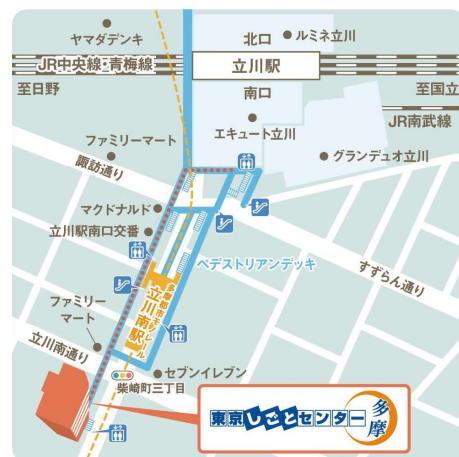 ヤマダデンキ
北口
ルミネ立川
JR中央線・青梅線
立川駅
至日野
南口
至国立
JR南武線
エキュート立川
ファミリーマート
グランデュオ立川
諏訪通り
マクドナルド
立川駅南口交番
ペデストリアンデッキ
すずらん通り
多摩都市モノレール
立川南駅
ファミリー
マート
立川南通り
セブンイレブン
柴崎町三丁目
東京しごとセンター多摩